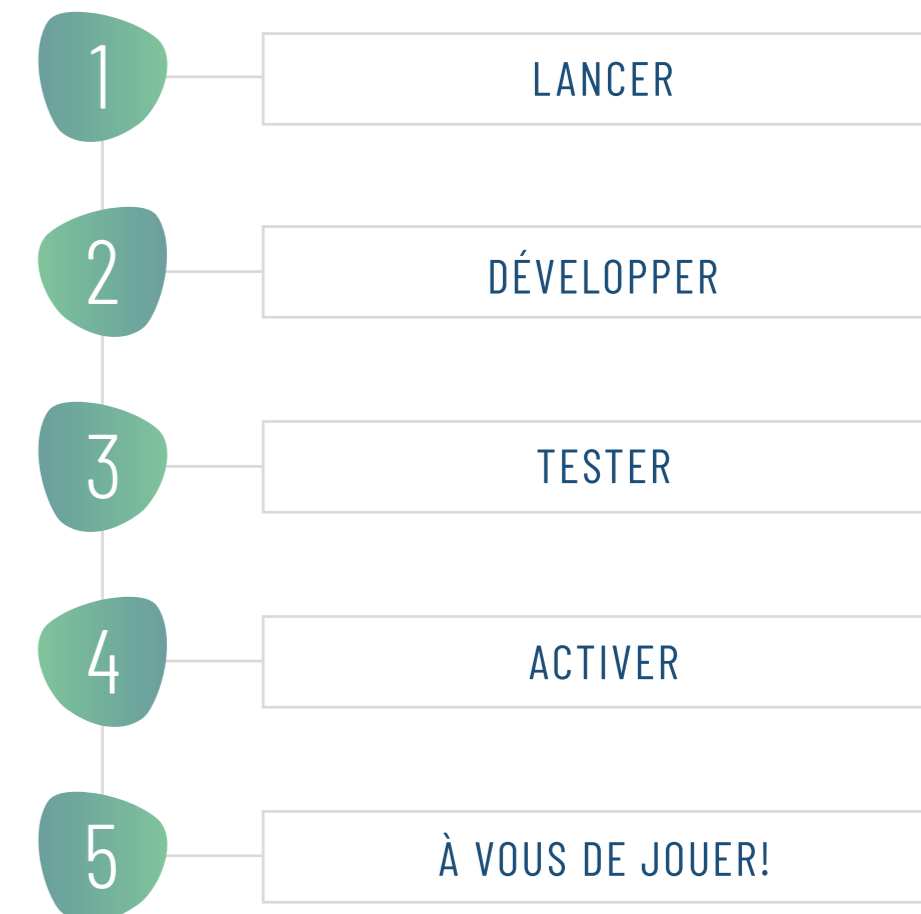 1
LANCER
2
DÉVELOPPER
3
TESTER
4
ACTIVER
5
À VOUS DE JOUER!